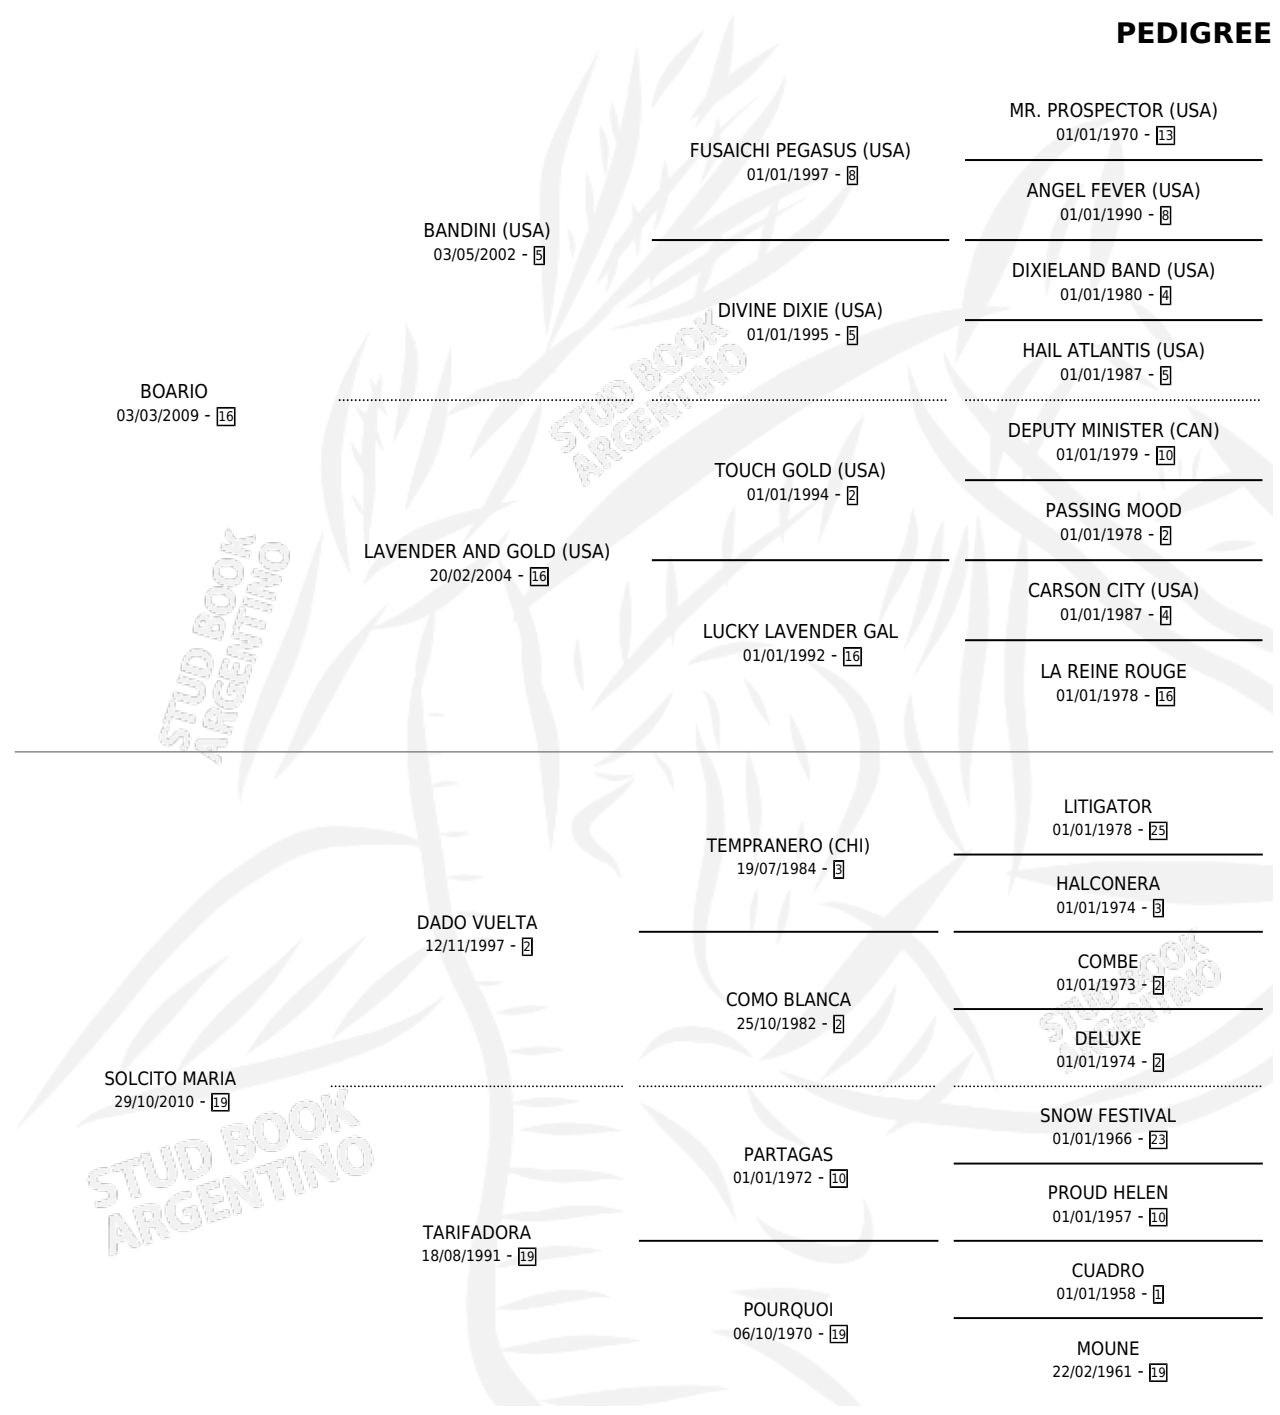 PEDIGREE
MR. PROSPECTOR (USA)
01/01/1970 - 13
FUSAICHI PEGASUS (USA)
01/01/1997 - 8
ANGEL FEVER (USA)
01/01/1990 - 8
BANDINI (USA)
03/05/2002 - 5
DIXIELAND BAND (USA)
01/01/1980 - 4
DIVINE DIXIE (USA)
01/01/1995 - 5
HAIL ATLANTIS (USA)
01/01/1987 - 5
BOARIO
03/03/2009 - 16
DEPUTY MINISTER (CAN)
01/01/1979 - 10
TOUCH GOLD (USA)
01/01/1994 - 2
PASSING MOOD
01/01/1978 - 2
LAVENDER AND GOLD (USA)
20/02/2004 - 16
CARSON CITY (USA)
01/01/1987 - 4
LUCKY LAVENDER GAL
01/01/1992 - 16
LA REINE ROUGE
01/01/1978 - 16
STUD BOOK
ARGENTINO
STUD BOOK
ARGENTINO
LITIGATOR
01/01/1978 - 25
TEMPRANERO (CHI)
19/07/1984 - 3
HALCONERA
01/01/1974 - 3
DADO VUELTA
12/11/1997 - 2
COMBE
01/01/1973 - 2
COMO BLANCA
25/10/1982 - 2
DELUXE
01/01/1974 - 2
SOLCITO MARIA
29/10/2010 - 19
SNOW FESTIVAL
01/01/1966 - 23
PARTAGAS
01/01/1972 - 10
PROUD HELEN
01/01/1957 - 10
TARIFADORA
18/08/1991 - 19
CUADRO
01/01/1958 - 1
POURQUOI
06/10/1970 - 19
MOUNE
22/02/1961 - 19
STUD BOOK
ARGENTINO
STUD BOOK
ARGENTINO